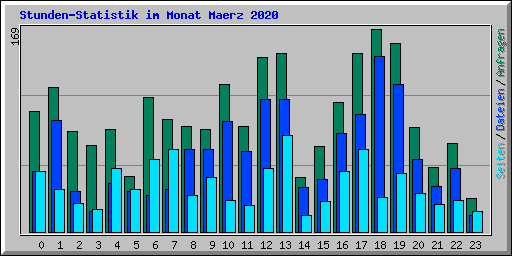 Stunden-Statistik im Monat Maerz 2020
169
Seiten / Dateien / Anfragen
0 1 2 3 4 5 6 7 8 9 10 11 12 13 14 15 16 17 18 19 20 21 22 23